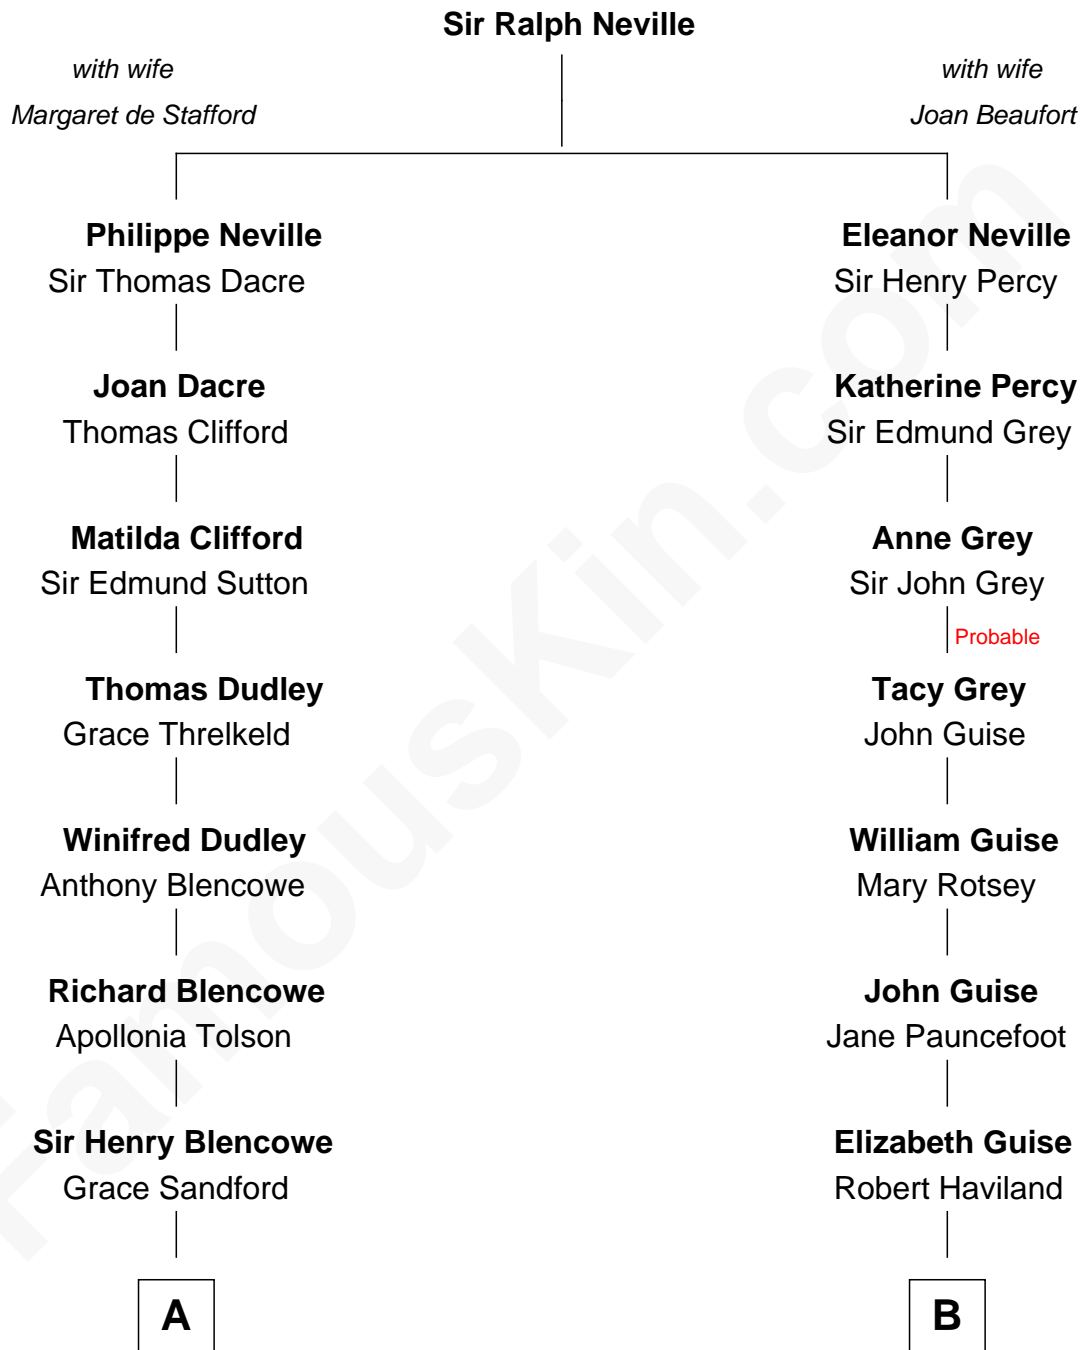 Sir Ralph Neville
with wife
Margaret de Stafford
with wife
Joan Beaufort
Philippe Neville
Sir Thomas Dacre
Eleanor Neville
Sir Henry Percy
Joan Dacre
Thomas Clifford
Katherine Percy
Sir Edmund Grey
Matilda Clifford
Sir Edmund Sutton
Anne Grey
Sir John Grey
Probable
Thomas Dudley
Grace Threlkeld
Tacy Grey
John Guise
Winifred Dudley
Anthony Blencowe
William Guise
Mary Rotsey
Richard Blencowe
Apollonia Tolson
John Guise
Jane Pauncefoot
Sir Henry Blencowe
Grace Sandford
Elizabeth Guise
Robert Haviland
A
B
FamousKin.com